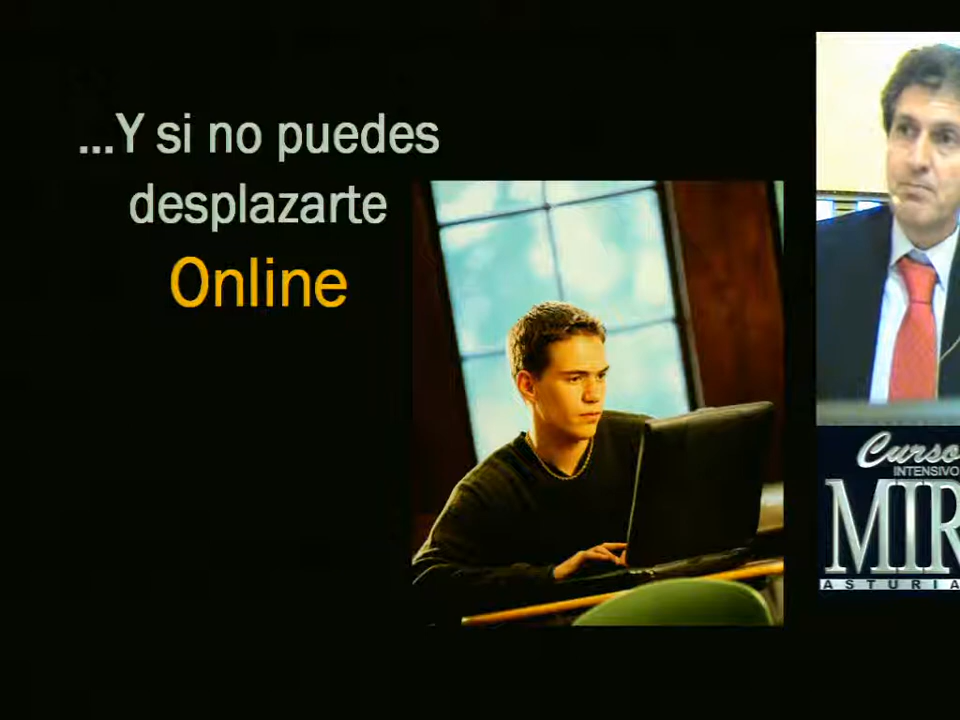 ...Y si no puedes
desplazarte
Online
Curso
INTENSIVO
MIR
ASTURIA